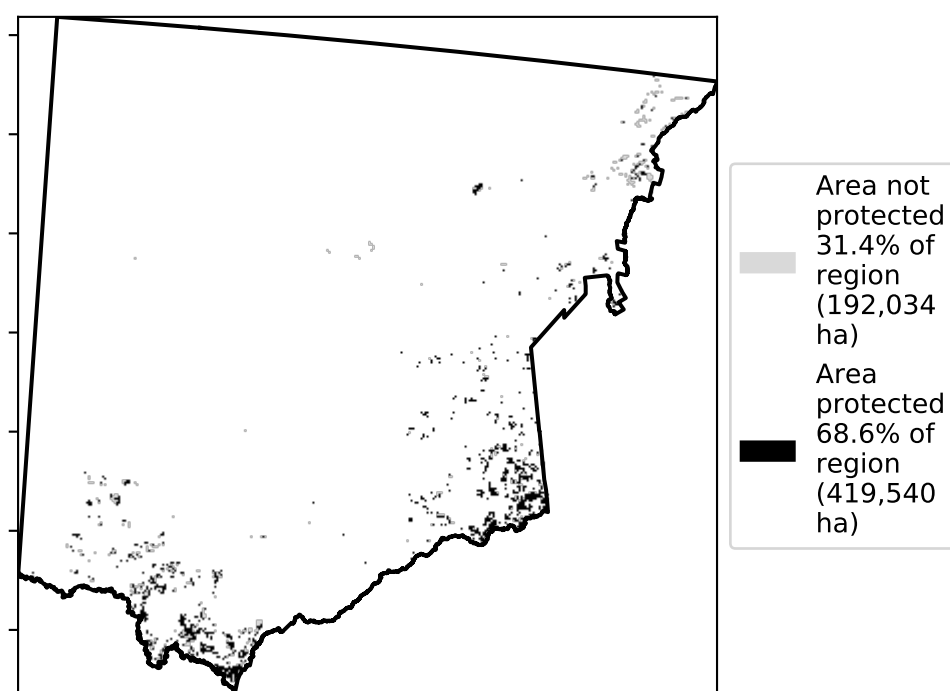 Area not
protected
31.4% of
region
(192,034
ha)
Area
protected
68.6% of
region
(419,540
ha)